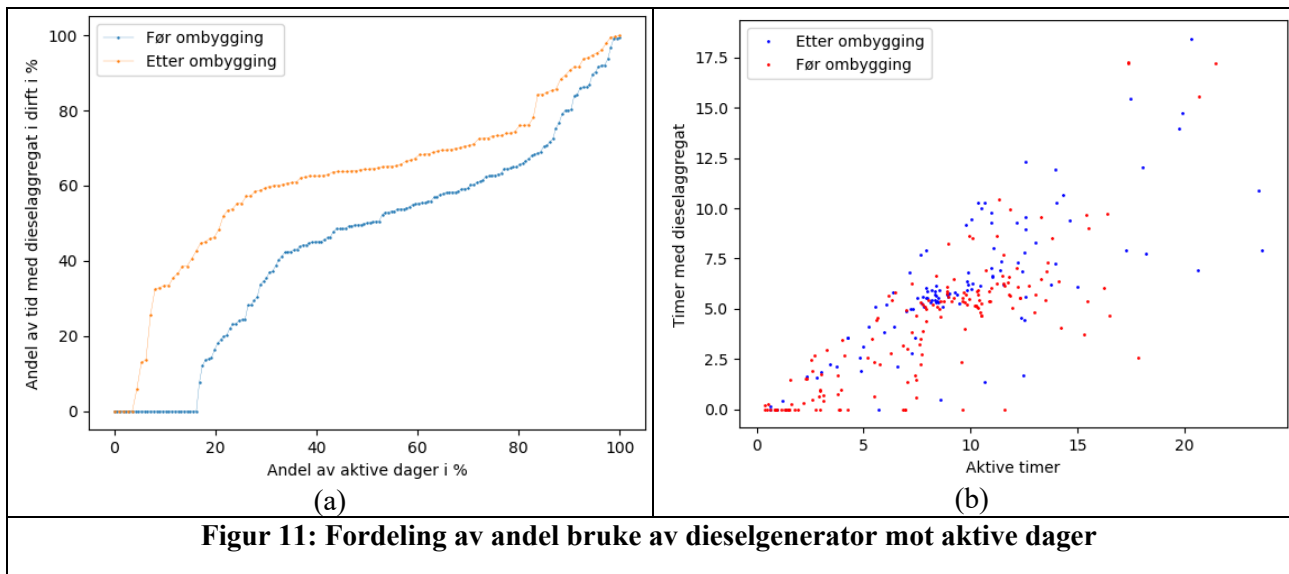 100
80
60
40
20
0
Andel av tid med dieselaggregat i dirft i %
Før ombygging
Etter ombygging
0 20 40 60 80 100
Andel av aktive dager i %
(a)
17.5
15.0
12.5
10.0
7.5
5.0
2.5
0.0
Timer med dieselaggregat
Etter ombygging
Før ombygging
0 5 10 15 20
Aktive timer
(b)
Figur 11: Fordeling av andel bruke av dieselgenerator mot aktive dager